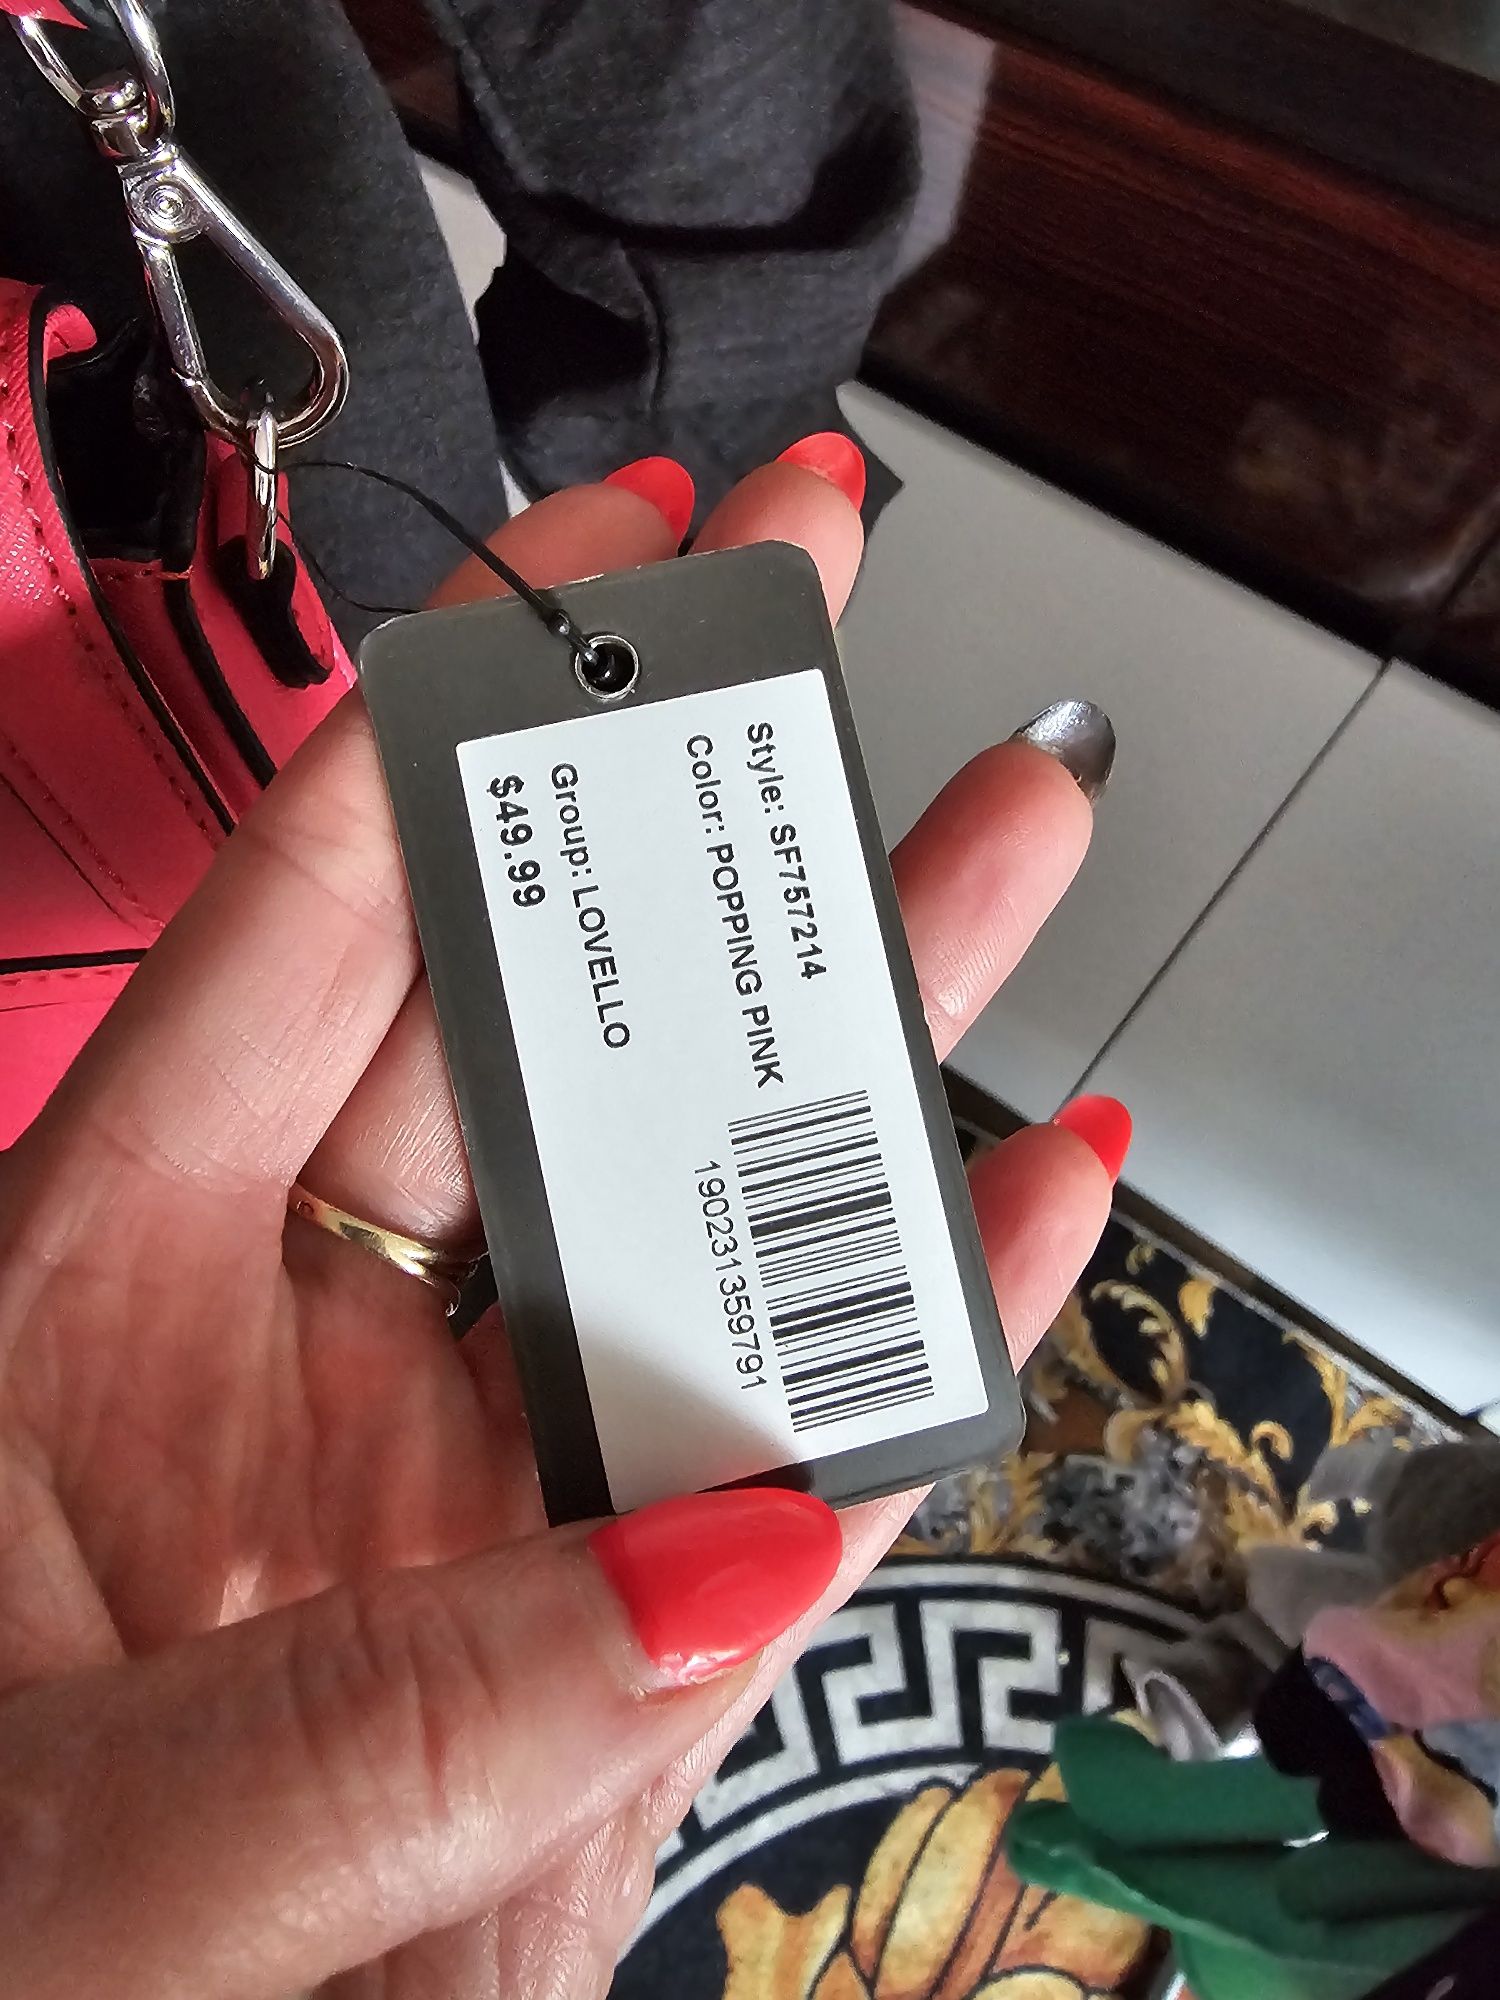 Style: SF757214
Color: POPPING PINK
190231359791
Group: LOVELLO
$49.99